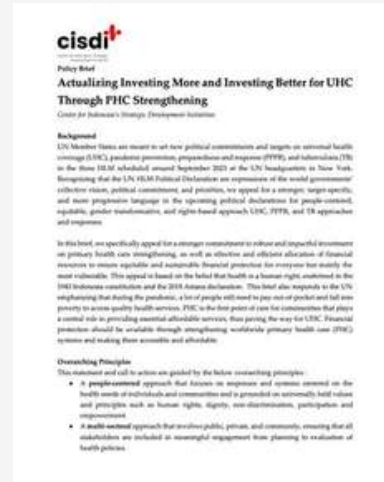 cisdi
Policy Brief
Actualizing Investing More and Investing Better for UHC
Through PHC Strengthening
Center for Indonesia's Strategic Development Initiatives
Background
UN Member States are meant to set new political commitments and targets on universal health
coverage (UHC), pandemic prevention, preparedness and response (PPPR), and tuberculosis (TB)
in the three HLM scheduled around September 2023 at the UN headquarters in New York.
Recognizing that the UN HLM Political Declaration are expressions of the world governments'
collective vision, political commitment, and priorities, we appeal for a stronger, target-specific,
and more progressive language in the upcoming political declarations for people-centered,
equitable, gender transformative, and rights-based approach UHC, PPPR, and TB approaches
and responses.
In this brief, we specifically appeal for a stronger commitment to robust and impactful investment
on primary health care strengthening, as well as effective and efficient allocation of financial
resources to ensure equitable and sustainable financial protection for everyone but mainly the
most vulnerable. This appeal is based on the belief that health is a human right, enshrined in the
1945 Indonesia constitution and the 2018 Astana declaration. This brief also responds to the UN
emphasizing that during the pandemic, a lot of people still need to pay out of pocket and fall into
poverty to access quality health services. PHC is the first point of care for communities that plays
a central role in providing essential affordable services, thus paving the way for UHC. Financial
protection should be available through strengthening worldwide primary health care (PHC)
systems and making them accessible and affordable.
Overarching Principles
This statement and call to action are guided by the below overarching principles:
• A people-centered approach that focuses on responses and systems centered on the
health needs of individuals and communities and is grounded on universally held values
and principles such as human rights, dignity, non-discrimination, participation and
empowerment
• A multi-sectoral approach that involves public, private, and community, ensuring that all
stakeholders are included in meaningful engagement from planning to evaluation of
health policies.